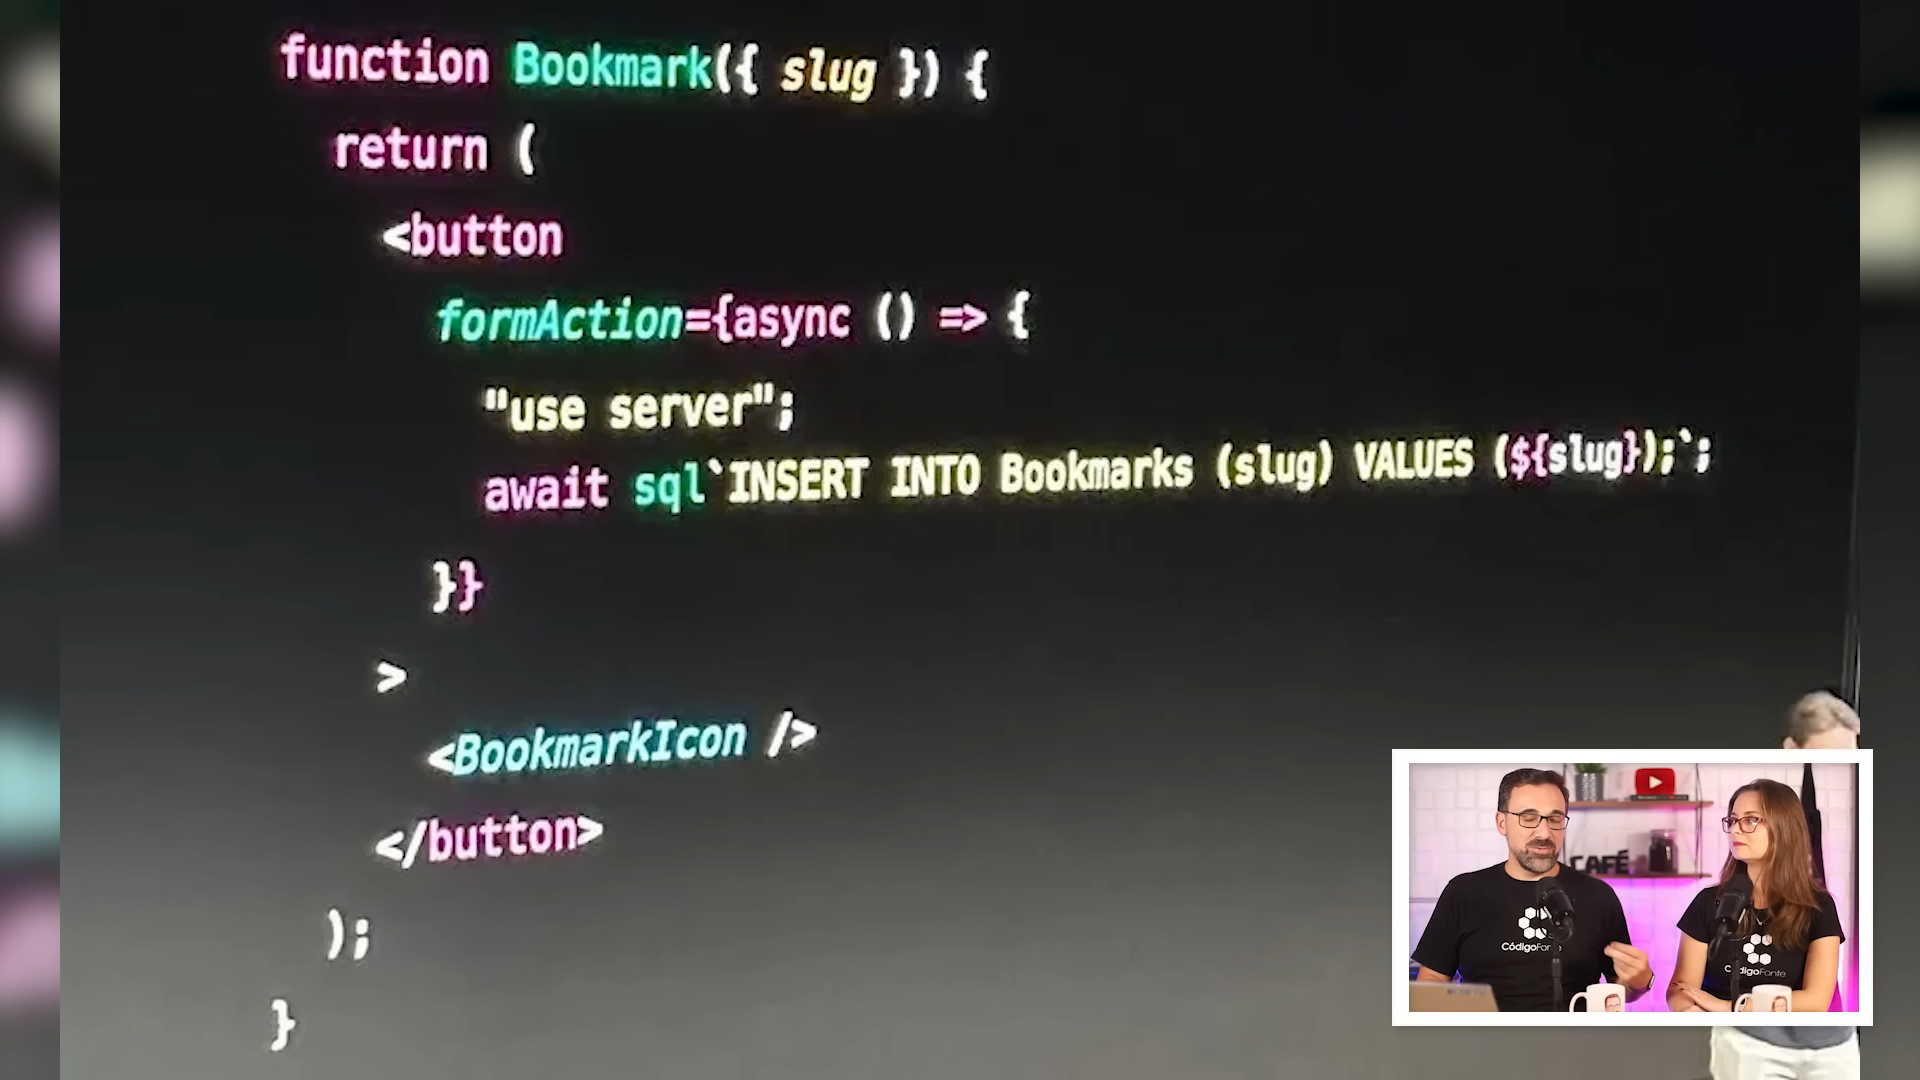 function Bookmark({ slug }) {
return (
<button
formAction={async () => {
"use server";
await sql`INSERT INTO Bookmarks (slug) VALUES (${slug});`;
}}
>
<BookmarkIcon />
</button>
);
}
CAFÉ
CódigoFonte
CódigoFonte